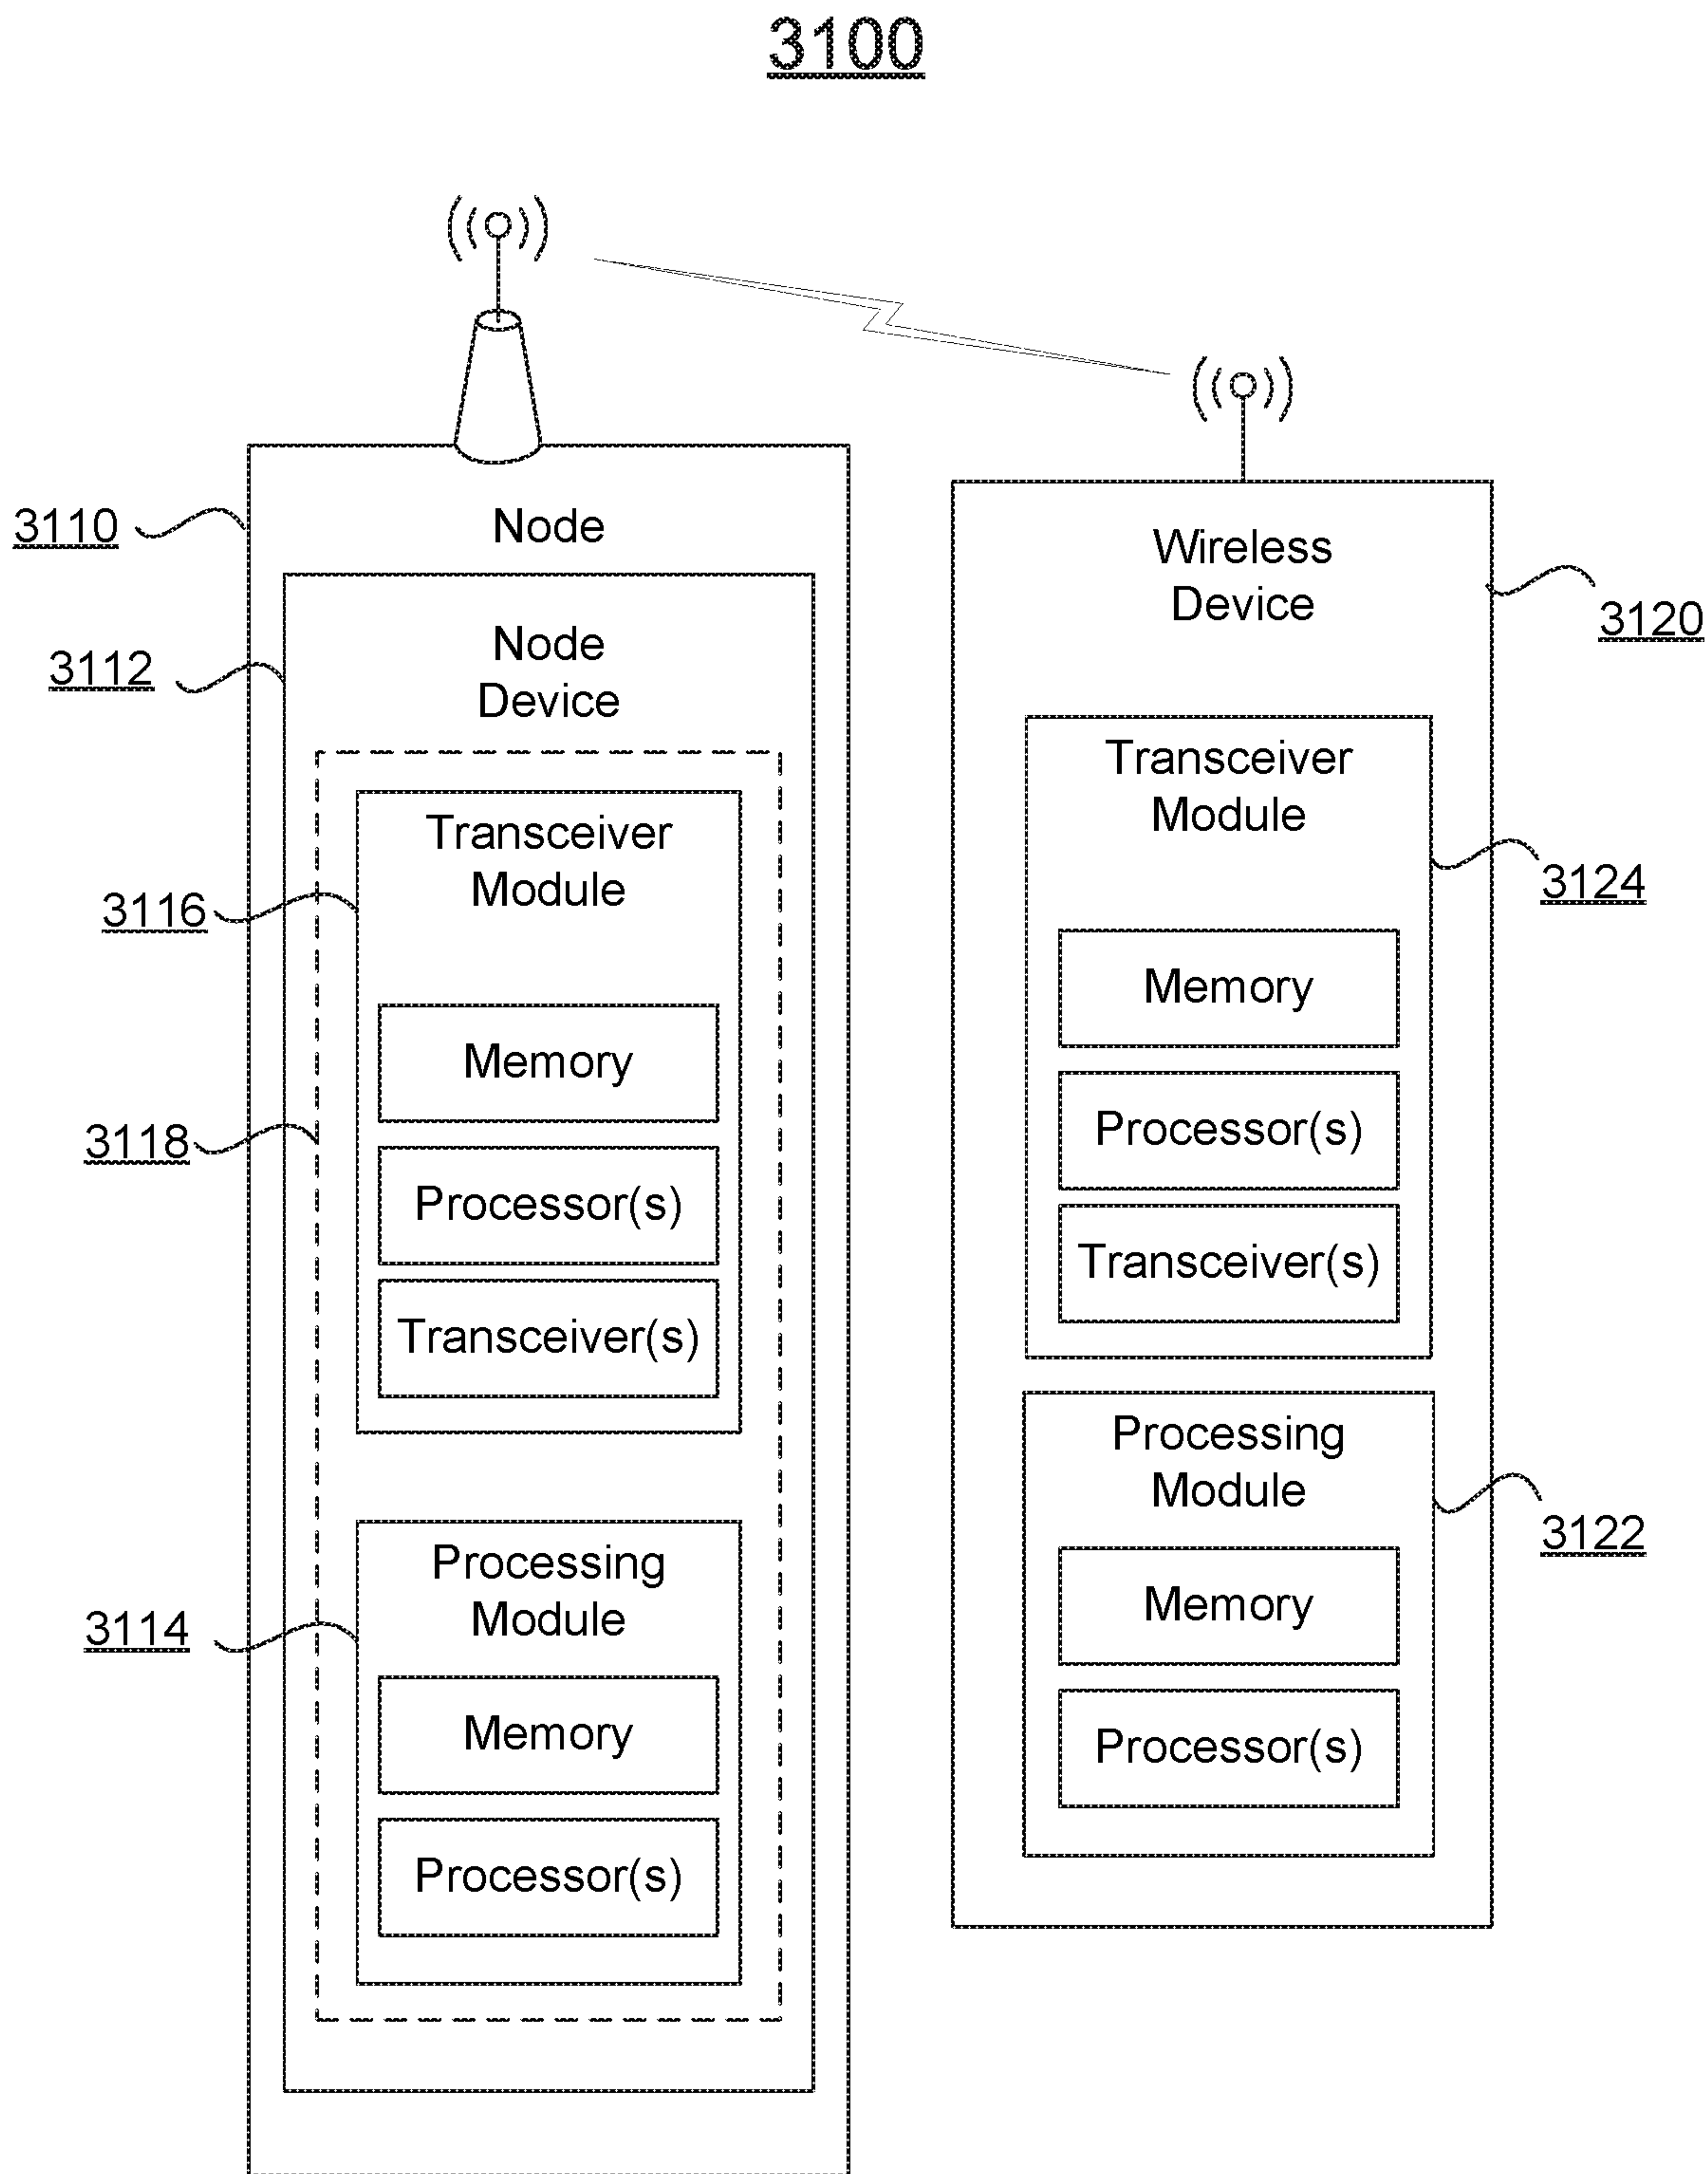 3100
3110
Node
3112
Node
Device
3116
Transceiver
Module
Memory
3118
Processor(s)
Transceiver(s)
3114
Processing
Module
Memory
Processor(s)
Wireless
Device
3120
Transceiver
Module
3124
Memory
Processor(s)
Transceiver(s)
Processing
Module
3122
Memory
Processor(s)